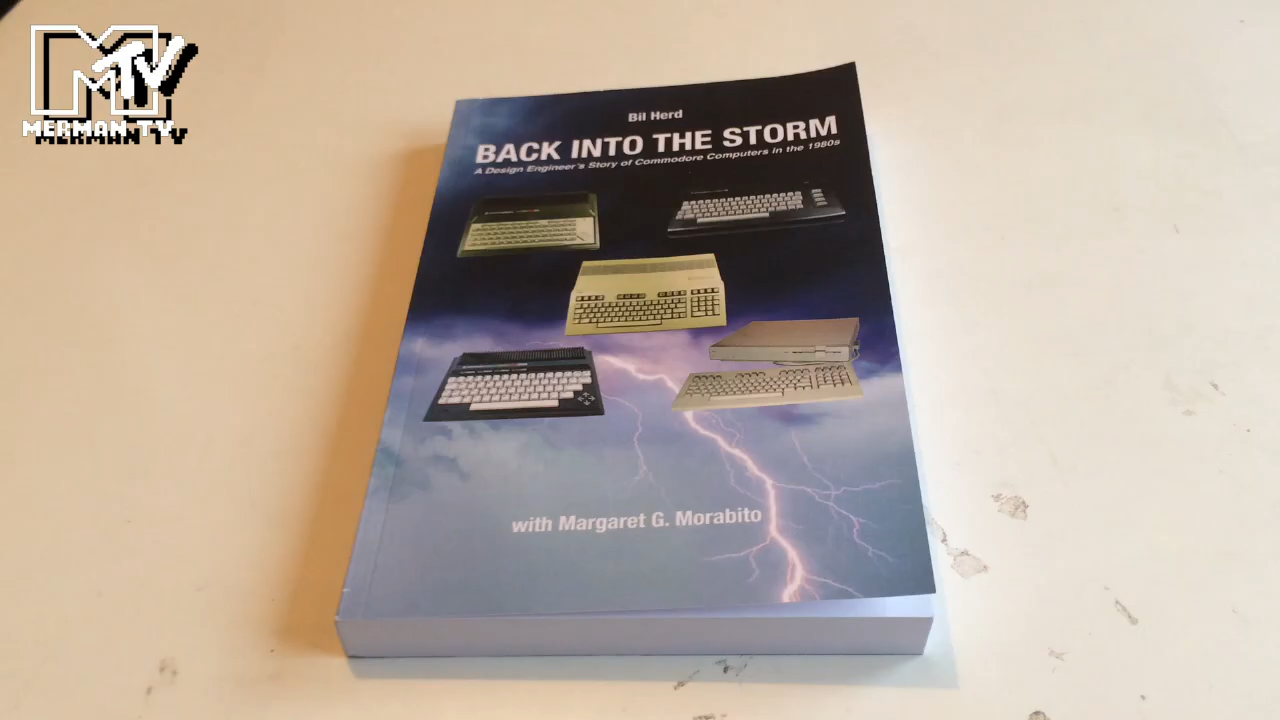 MTV
MERMAN TV
Bil Herd
BACK INTO THE STORM
A Design Engineer's Story of Commodore Computers in the 1980s
with Margaret G. Morabito